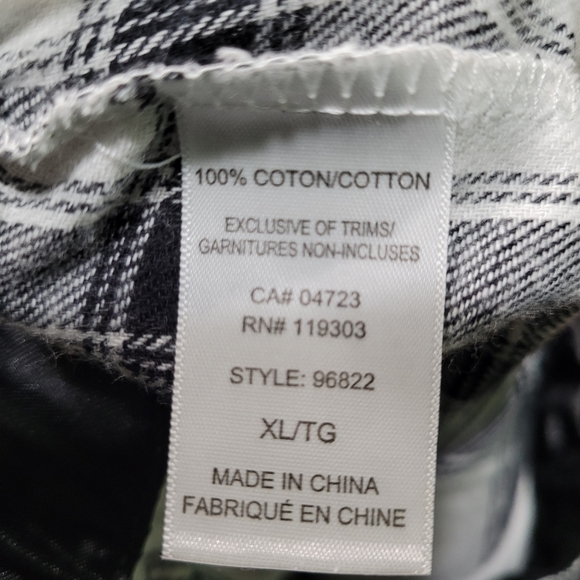 100% COTON/COTTON
EXCLUSIVE OF TRIMS/
GARNITURES NON-INCLUSES
CA# 04723
RN# 119303
STYLE: 96822
XL/TG
MADE IN CHINA
FABRIQUÉ EN CHINE